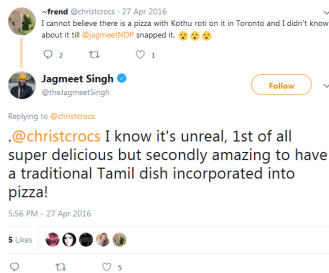 ~frend @christcrocs · 27 Apr 2016
I cannot believe there is a pizza with Kothu roti on it in Toronto and I didn't know
about it till @jagmeetNDP snapped it. 😮😮😮
2 1
Jagmeet Singh
@theJagmeetSingh
Follow
Replying to @christcrocs
.@christcrocs I know it's unreal, 1st of all
super delicious but secondly amazing to have
a traditional Tamil dish incorporated into
pizza!
5:56 PM - 27 Apr 2016
5 Likes
5